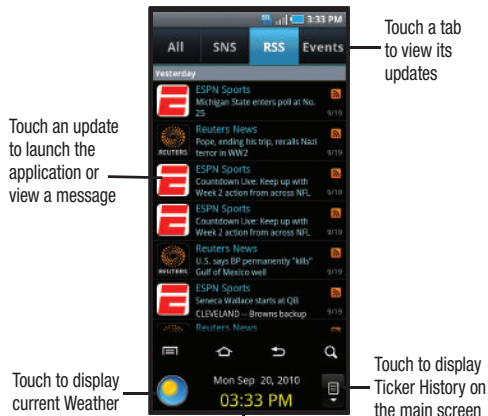 3:33 PM
All SNS RSS Events
Touch a tab
to view its
updates
Yesterday
ESPN Sports
Michigan State enters poll at No.
25
9/19
Reuters News
Pope, ending his trip, recalls Nazi
terror in WW2
REUTERS
9/19
Touch an update
to launch the
application or
view a message
ESPN Sports
Countdown Live: Keep up with
Week 2 action from across NFL
9/19
ESPN Sports
Countdown Live: Keep up with
Week 2 action from across NFL
9/19
Reuters News
U.S. says BP permanently "kills"
Gulf of Mexico well
REUTERS
9/19
ESPN Sports
Seneca Wallace starts at QB
CLEVELAND -- Browns backup
9/19
Reuters News
Touch to display
current Weather
Mon Sep 20, 2010
03:33 PM
Touch to display
Ticker History on
the main screen